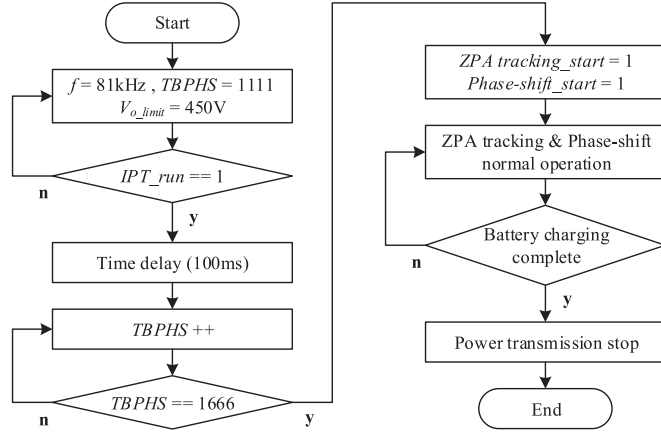 Start
f = 81kHz , TBPHS = 1111
V_o_limit = 450V
IPT_run == 1
n
y
Time delay (100ms)
TBPHS ++
TBPHS == 1666
n
y
ZPA tracking_start = 1
Phase-shift_start = 1
ZPA tracking & Phase-shift
normal operation
Battery charging
complete
n
y
Power transmission stop
End